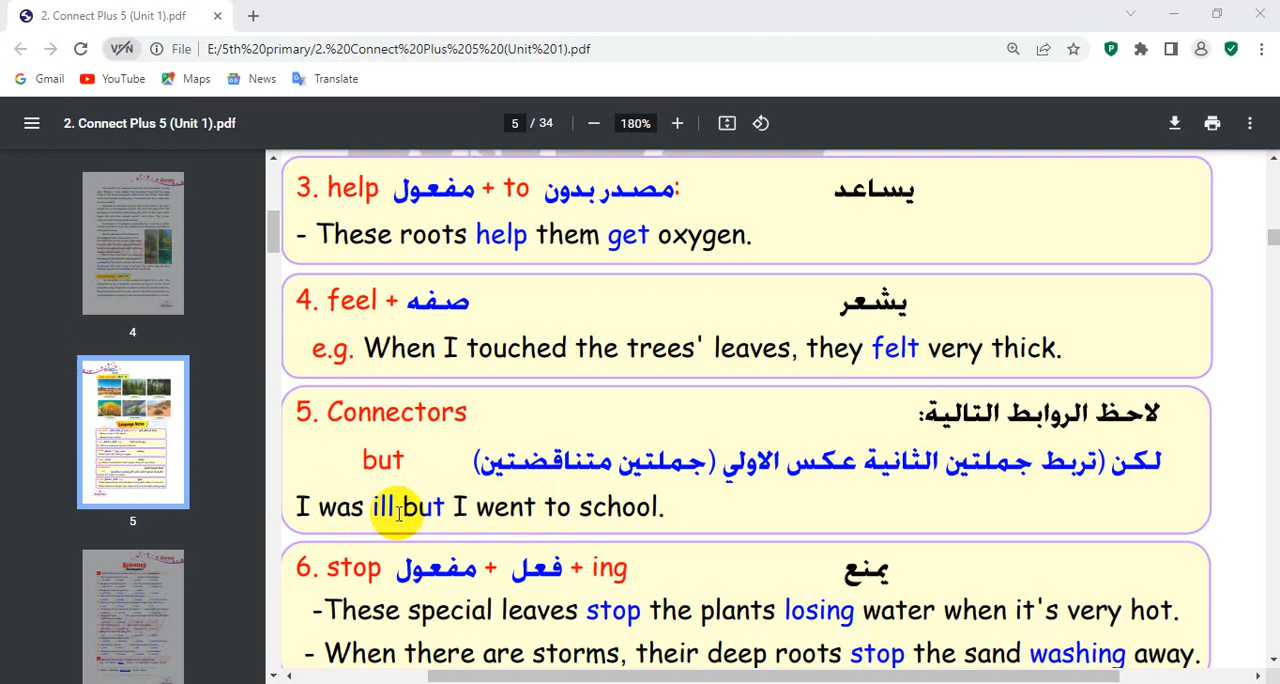 2. Connect Plus 5 (Unit 1).pdf
VPN File E:/5th%20primary/2.%20Connect%20Plus%205%20(Unit%201).pdf
Gmail YouTube Maps News Translate
2. Connect Plus 5 (Unit 1).pdf 5 / 34 180%
3. help مفعول + to مصدر بدون: يساعد
- These roots help them get oxygen.
4
4. feel + صفه يشعر
e.g. When I touched the trees' leaves, they felt very thick.
5. Connectors لاحظ الروابط التالية:
but لكن (تربط جملتين الثانية عكس الاولي (جملتين متناقضتين)
I was ill but I went to school.
5
6. stop مفعول + فعل + ing يمنع
-These special leaves stop the plants losing water when it's very hot.
- When there are storms, their deep roots stop the sand washing away.